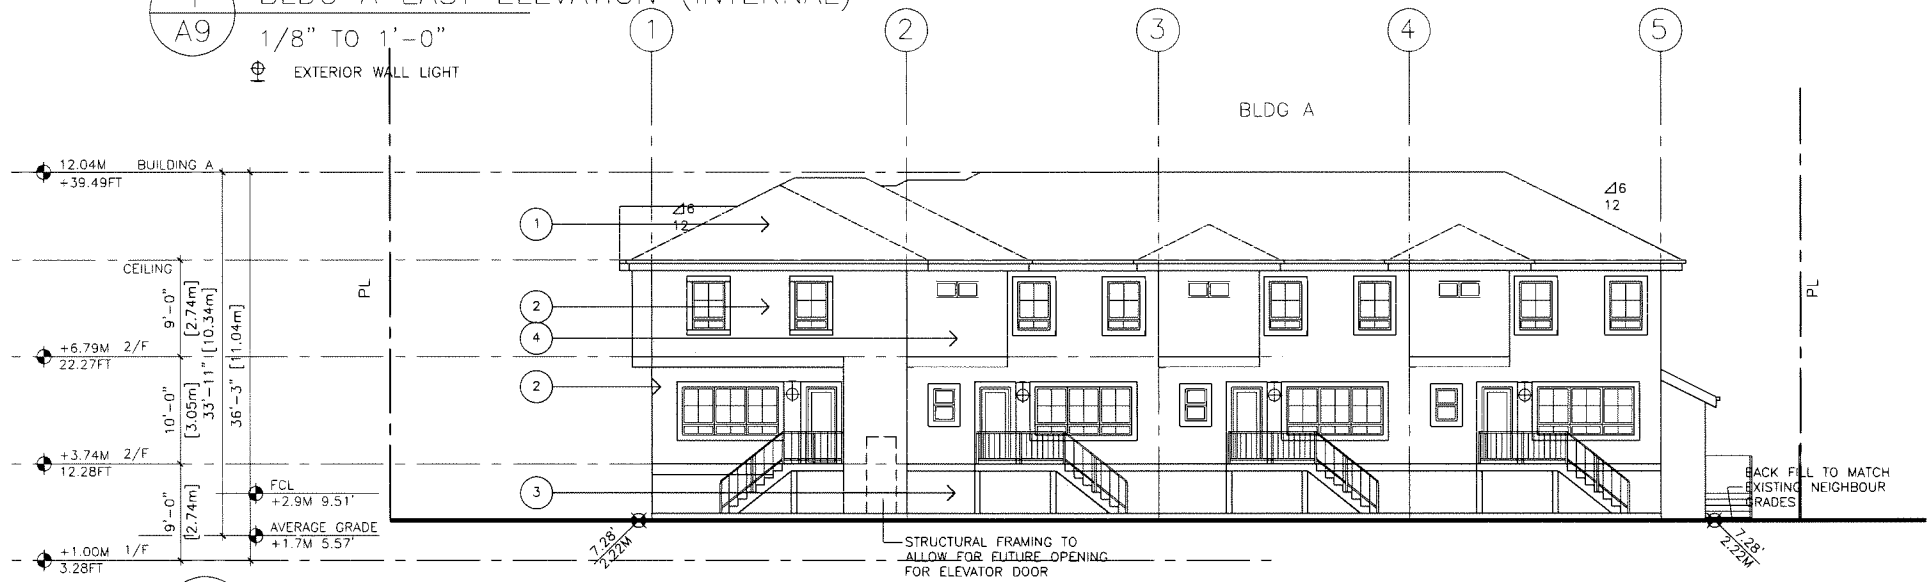 1
BLDG A EAST ELEVATION (INTERNAL)
A9
1/8" TO 1'-0"
EXTERIOR WALL LIGHT
1
2
3
4
5
BLDG A
12.04M BUILDING A
+39.49FT
6
12
6
12
1
CEILING
PL
PL
9'-0"
[2.74m]
33'-11" [10.34m]
36'-3" [11.04m]
2
4
+6.79M 2/F
22.27FT
2
10'-0"
[3.05m]
+3.74M 2/F
12.28FT
3
FCL
+2.9M 9.51'
9'-0"
[2.74m]
AVERAGE GRADE
+1.7M 5.57'
+1.00M 1/F
3.28FT
7.28'
2.22M
STRUCTURAL FRAMING TO
ALLOW FOR FUTURE OPENING
FOR ELEVATOR DOOR
BACK FILL TO MATCH
EXISTING NEIGHBOUR
GRADES
7.28'
2.22M